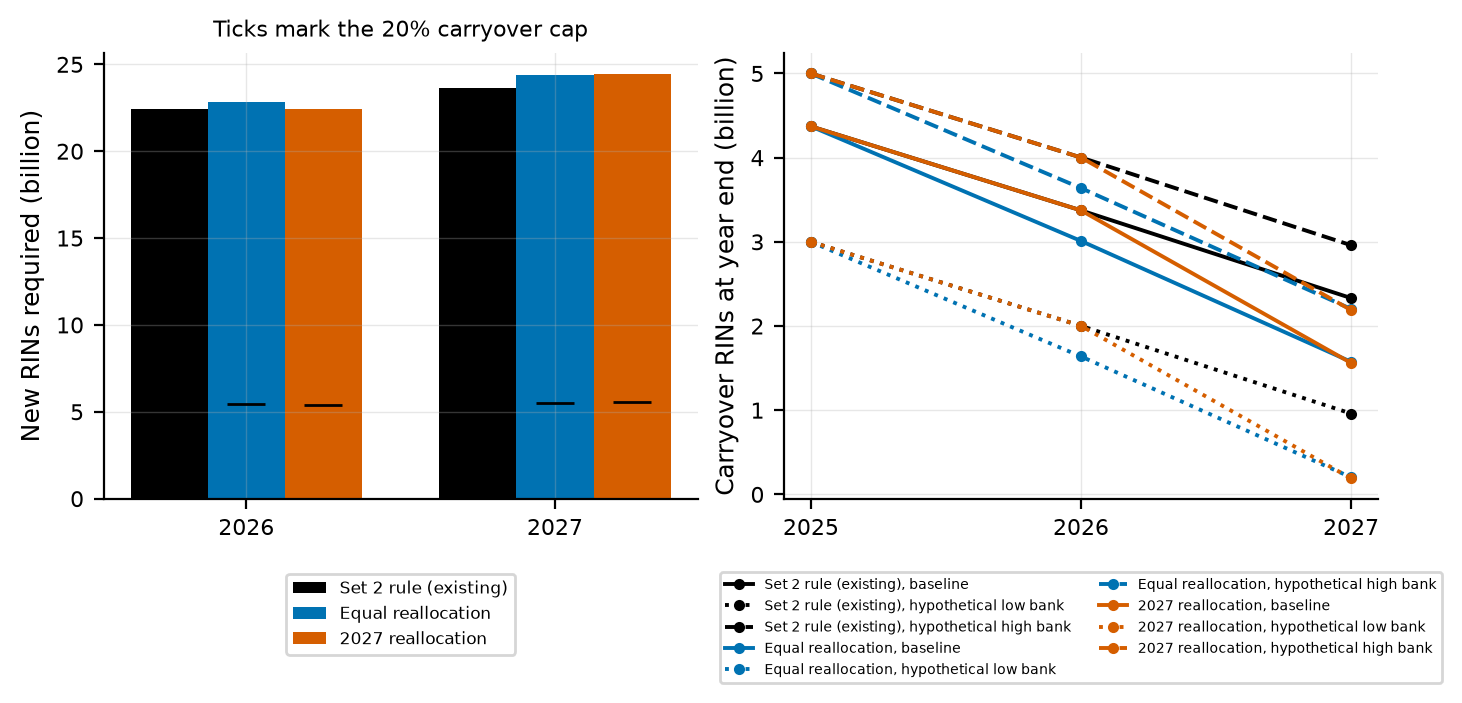 Ticks mark the 20% carryover cap
New RINs required (billion)
25
20
15
10
5
0
2026
2027
Set 2 rule (existing)
Equal reallocation
2027 reallocation
Carryover RINs at year end (billion)
5
4
3
2
1
0
2025
2026
2027
Set 2 rule (existing), baseline
Set 2 rule (existing), hypothetical low bank
Set 2 rule (existing), hypothetical high bank
Equal reallocation, baseline
Equal reallocation, hypothetical low bank
Equal reallocation, hypothetical high bank
2027 reallocation, baseline
2027 reallocation, hypothetical low bank
2027 reallocation, hypothetical high bank